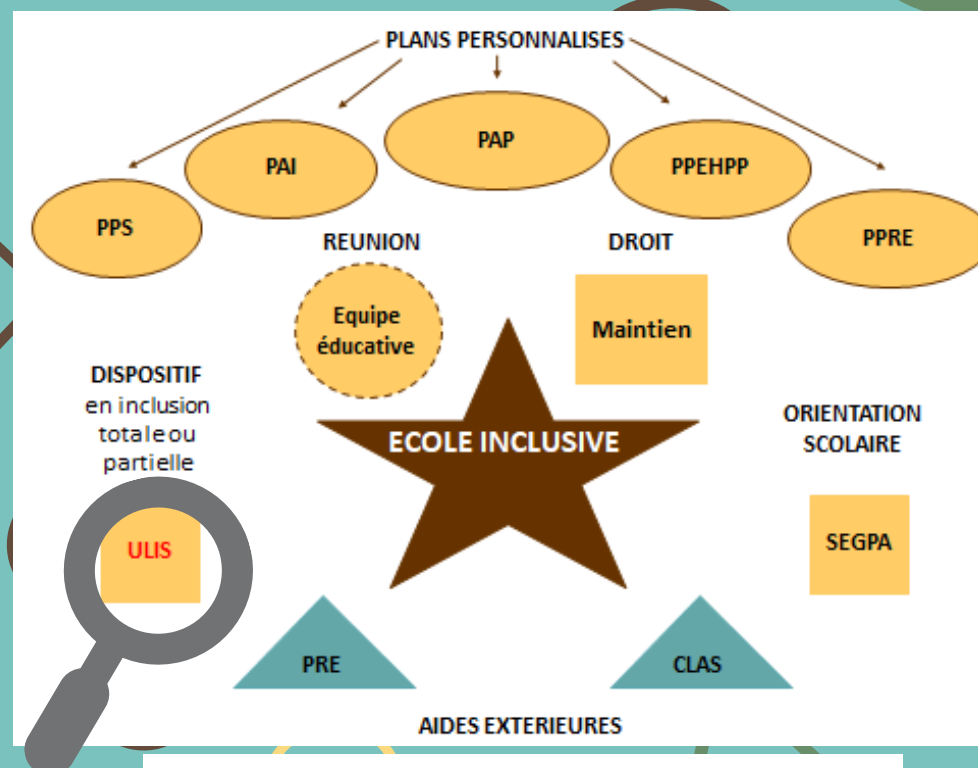 PLANS PERSONNALISES
PAP
PAI
PPEHPP
PPS
PPRE
REUNION
DROIT
Equipe
éducative
Maintien
DISPOSITIF
en inclusion
totale ou
partielle
ORIENTATION
SCOLAIRE
ECOLE INCLUSIVE
ULIS
SEGPA
PRE
CLAS
AIDES EXTERIEURES